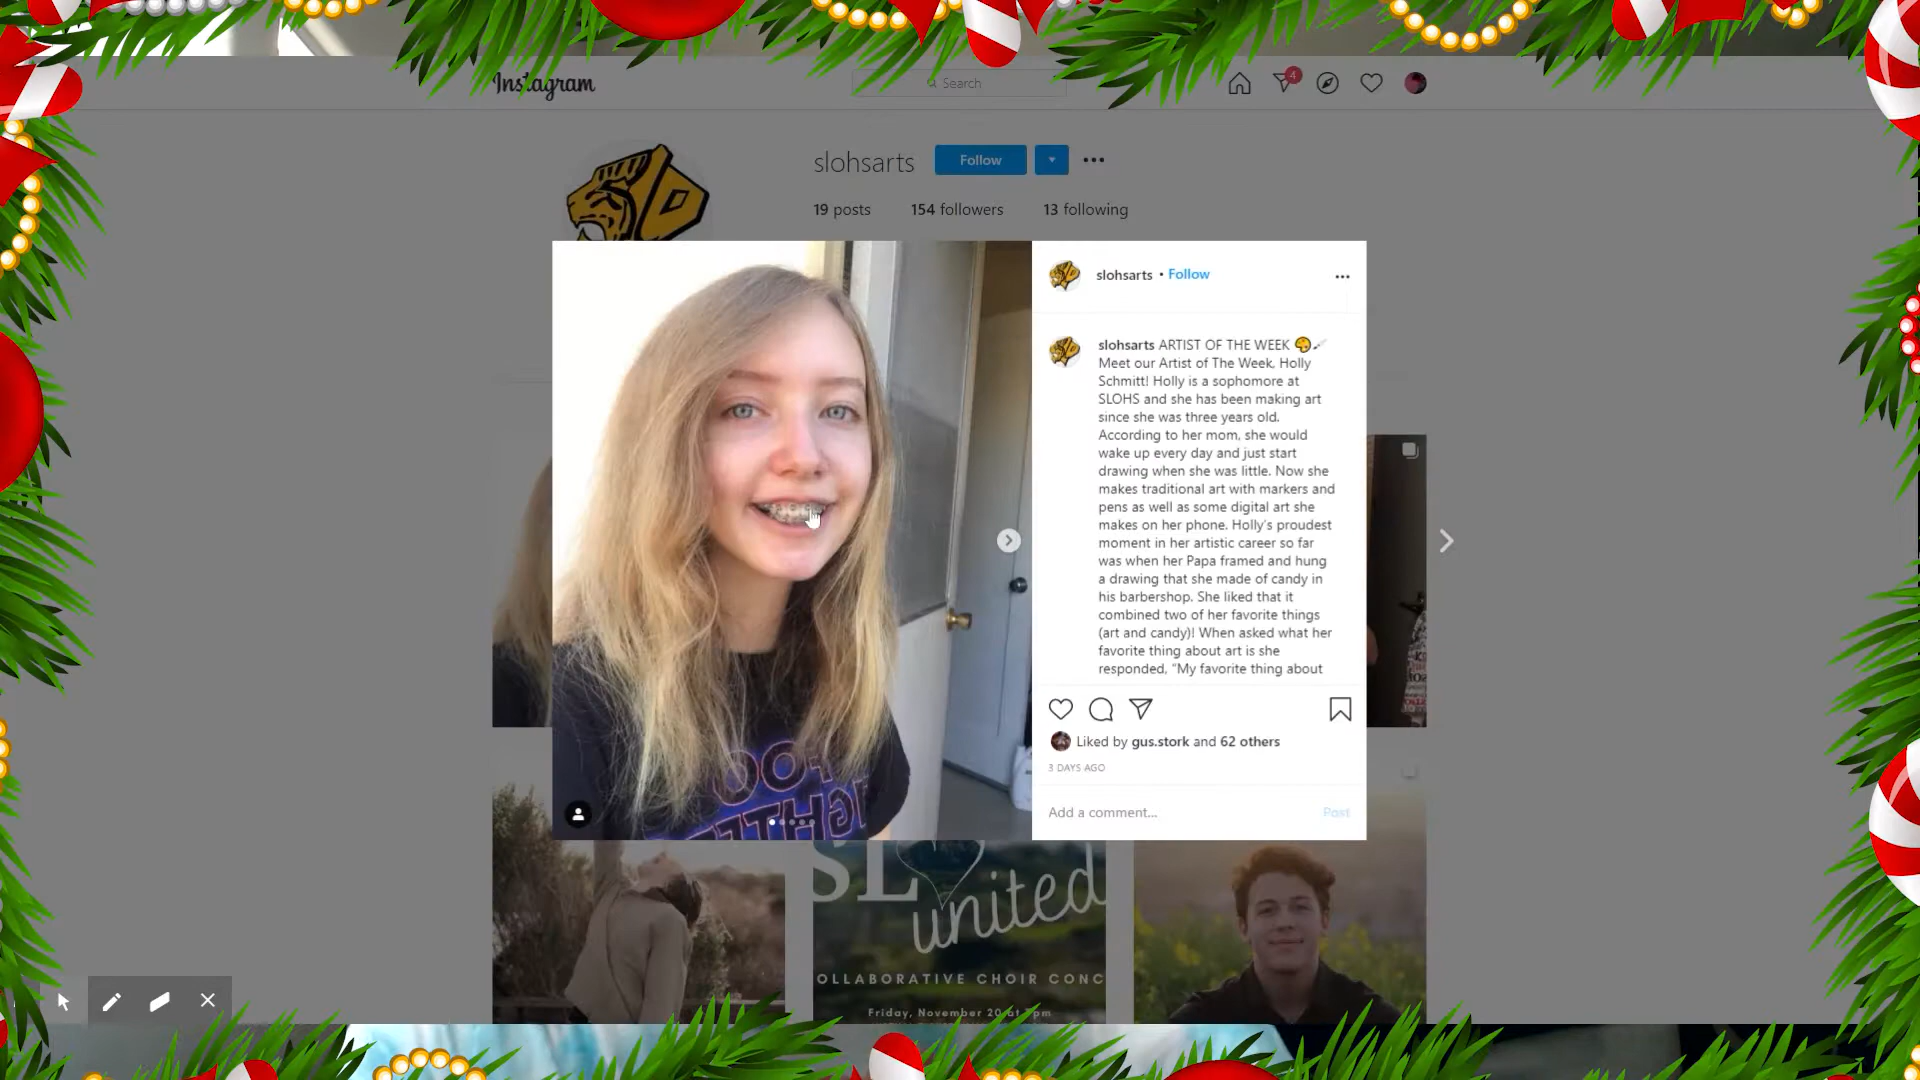 Instagram
Search
4
slohsarts
Follow
19 posts
154 followers
13 following
slohsarts • Follow
slohsarts ARTIST OF THE WEEK
Meet our Artist of The Week, Holly
Schmitt! Holly is a sophomore at
SLOHS and she has been making art
since she was three years old.
According to her mom, she would
wake up every day and just start
drawing when she was little. Now she
makes traditional art with markers and
pens as well as some digital art she
makes on her phone. Holly's proudest
moment in her artistic career so far
was when her Papa framed and hung
a drawing that she made of candy in
his barbershop. She liked that it
combined two of her favorite things
(art and candy)! When asked what her
favorite thing about art is she
responded, "My favorite thing about
Liked by gus.stork and 62 others
3 DAYS AGO
Add a comment...
Post
SL
united
OLLABORATIVE CHOIR CONC
Friday, November 20 at 7pm